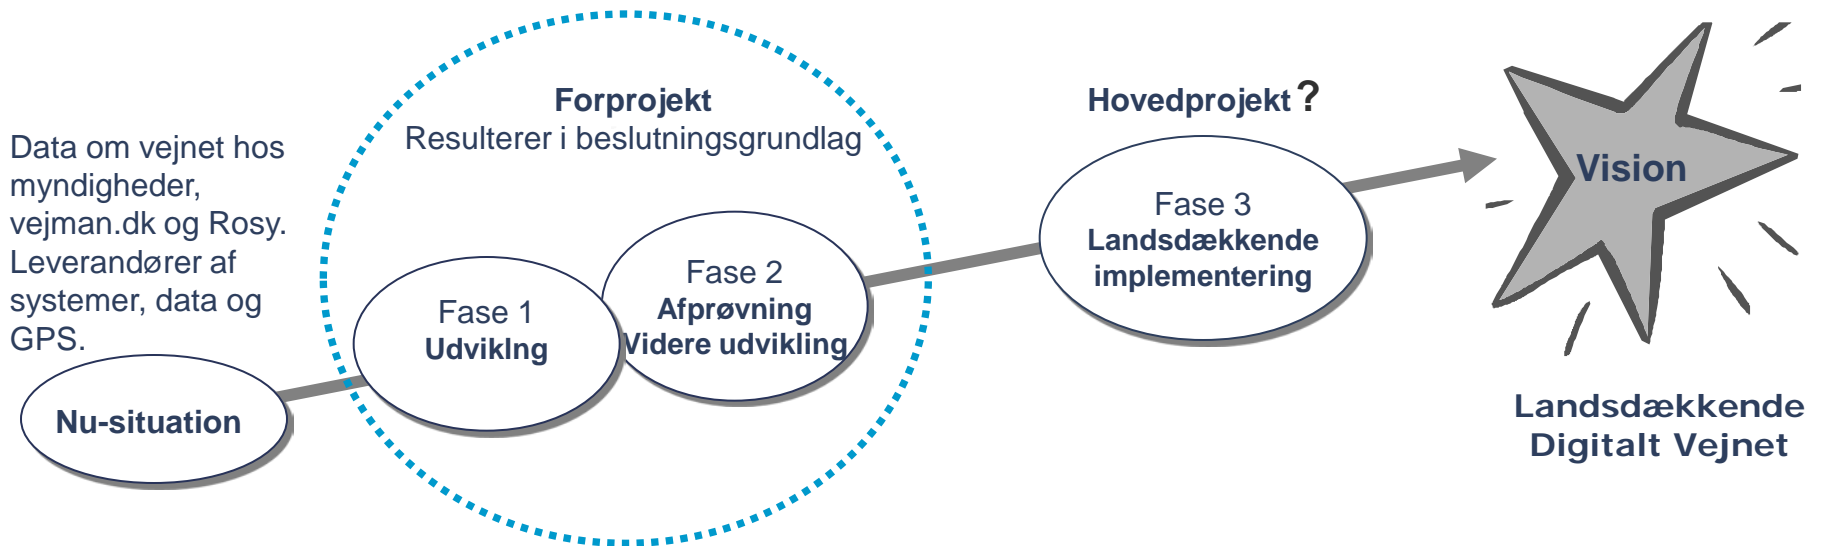 Data om vejnet hos
myndigheder,
vejman.dk og Rosy.
Leverandører af
systemer, data og
GPS.
Nu-situation
Forprojekt
Resulterer i beslutningsgrundlag
Fase 1
Udviklng
Fase 2
Afprøvning
Videre udvikling
Hovedprojekt ?
Fase 3
Landsdækkende
implementering
Vision
Landsdækkende
Digitalt Vejnet